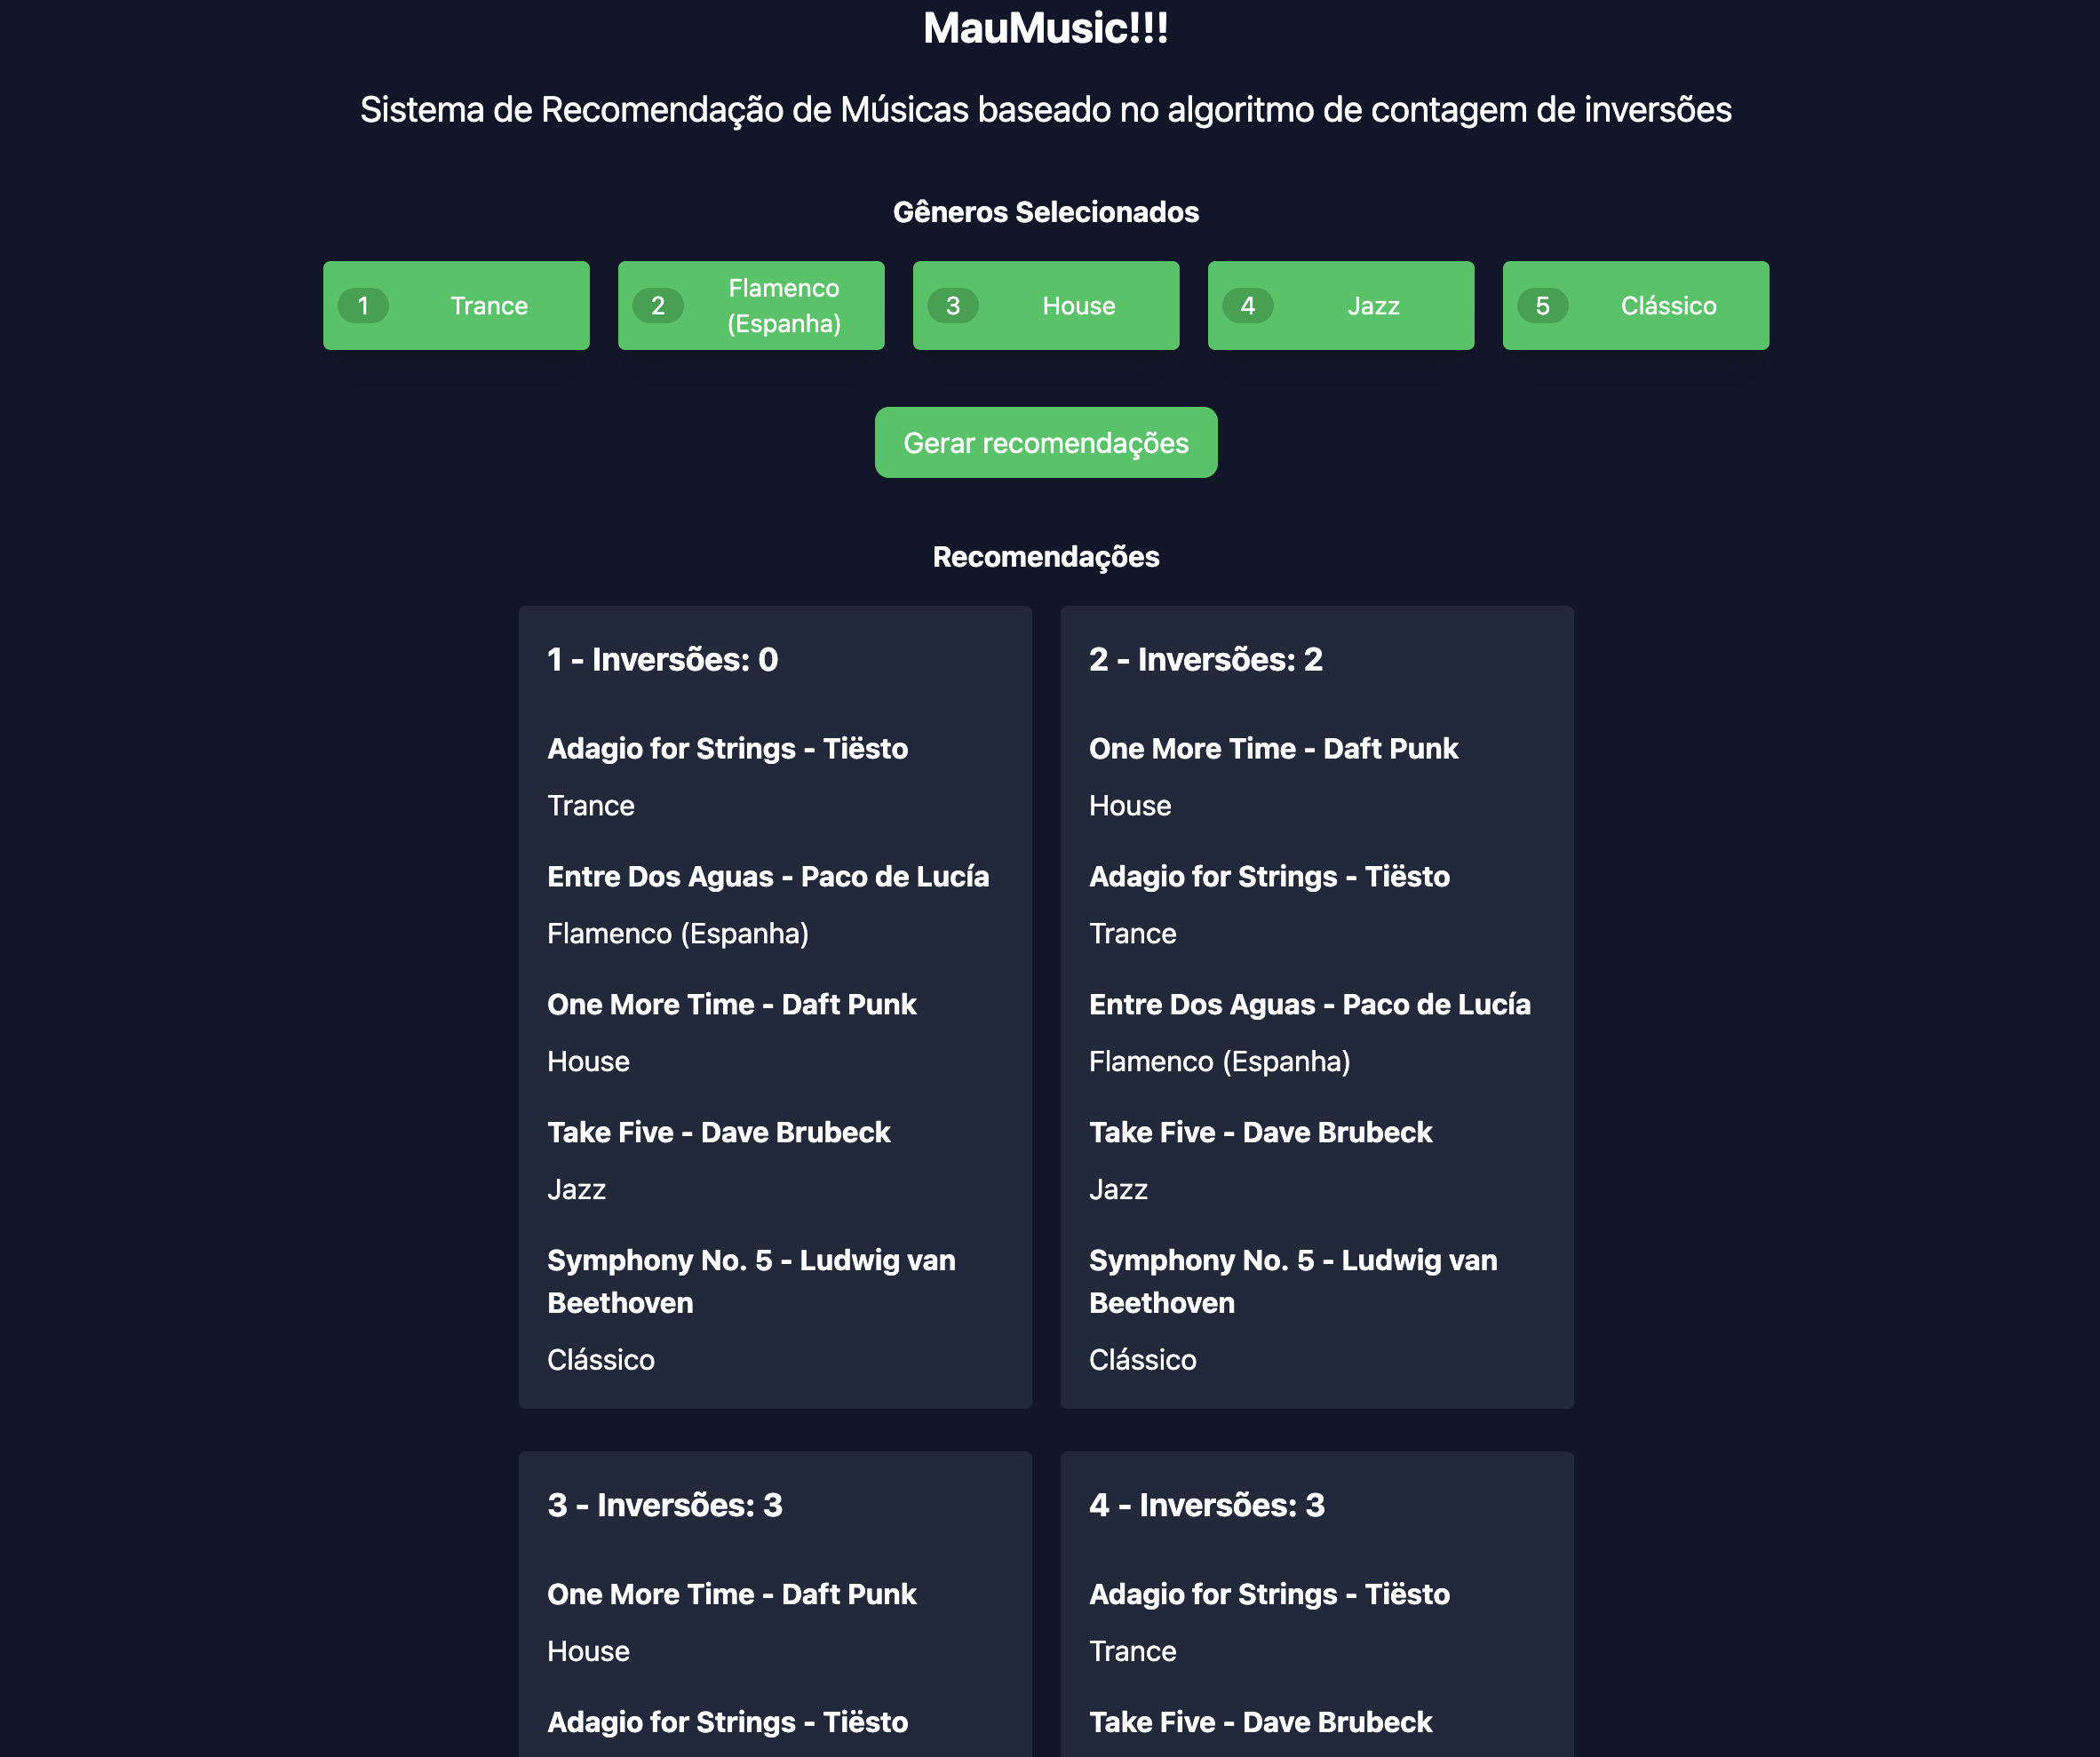 MauMusic!!!
Sistema de Recomendação de Músicas baseado no algoritmo de contagem de inversões
Gêneros Selecionados
1 Trance
2 Flamenco
(Espanha)
3 House
4 Jazz
5 Clássico
Gerar recomendações
Recomendações
1 - Inversões: 0
Adagio for Strings - Tiësto
Trance
Entre Dos Aguas - Paco de Lucía
Flamenco (Espanha)
One More Time - Daft Punk
House
Take Five - Dave Brubeck
Jazz
Symphony No. 5 - Ludwig van
Beethoven
Clássico
2 - Inversões: 2
One More Time - Daft Punk
House
Adagio for Strings - Tiësto
Trance
Entre Dos Aguas - Paco de Lucía
Flamenco (Espanha)
Take Five - Dave Brubeck
Jazz
Symphony No. 5 - Ludwig van
Beethoven
Clássico
3 - Inversões: 3
One More Time - Daft Punk
House
Adagio for Strings - Tiësto
4 - Inversões: 3
Adagio for Strings - Tiësto
Trance
Take Five - Dave Brubeck